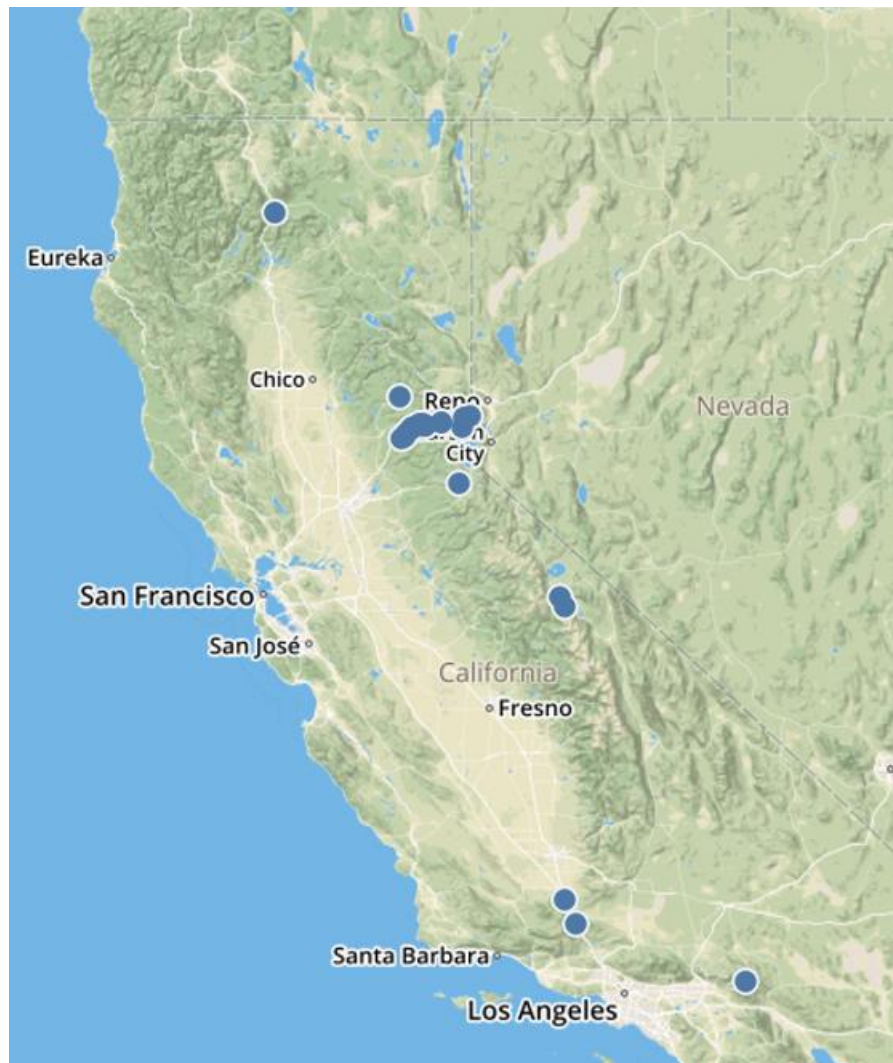 Eureka
Chico
Reno
Nevada
City
San Francisco
San José
California
Fresno
Santa Barbara
Los Angeles